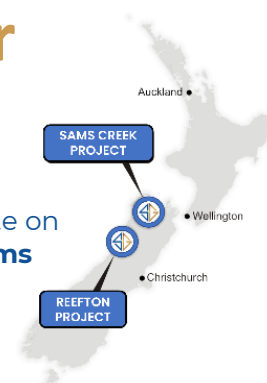 r
Auckland
SAMS CREEK
PROJECT
Wellington
e on
ms
Christchurch
REEFTON
PROJECT